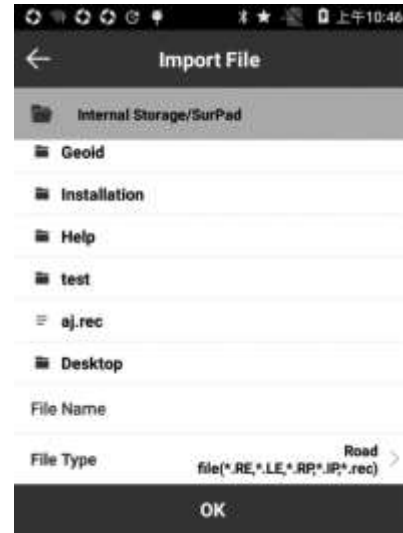 上午10:46
Import File
Internal Storage/SurPad
Geoid
Installation
Help
test
aj.rec
Desktop
File Name
File Type
Road
file(*.RE,*.LE,*.RP,*.IP,*.rec)
OK